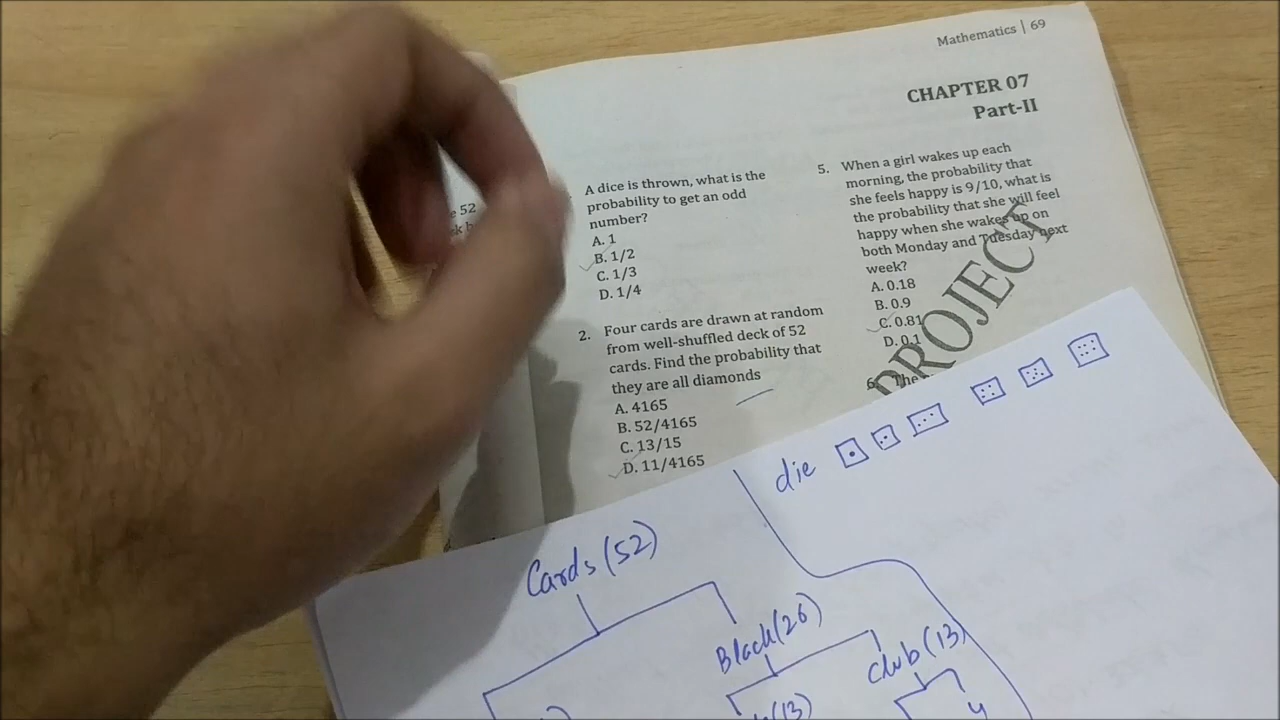 Mathematics | 69
CHAPTER 07
Part-II
e 52
A dice is thrown, what is the
probability to get an odd
number?
A. 1
B. 1/2
C. 1/3
D. 1/4
2. Four cards are drawn at random
from well-shuffled deck of 52
cards. Find the probability that
they are all diamonds
A. 4165
B. 52/4165
C. 13/15
D. 11/4165
5. When a girl wakes up each
morning, the probability that
she feels happy is 9/10, what is
the probability that she will feel
happy when she wakes up on
both Monday and Tuesday next
week?
A. 0.18
B. 0.9
C. 0.81
D. 0.1
6. The
PROJECT
die
Cards (52)
Black (26)
Club (13)
(13)
4